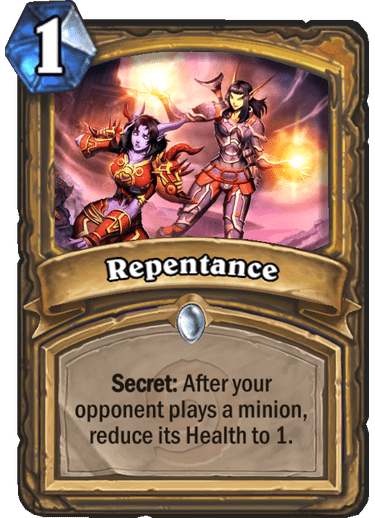 1
Repentance
Secret: After your
opponent plays a minion,
reduce its Health to 1.